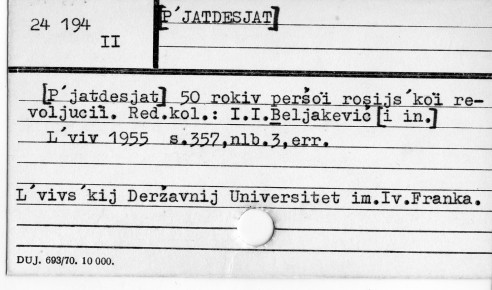 24 194
II
[P´JATDESJAT]
[P´jatdesjat] 50 rokiv peršoï rosijs´koï re-
voljuciï. Red.kol.: I.I.Beljakevič [i in.]
L´viv 1955 s.357,nlb.3,err.
L´vivs´kij Deržavnij Universitet im.Iv.Franka.
DUJ. 693/70. 10 000.